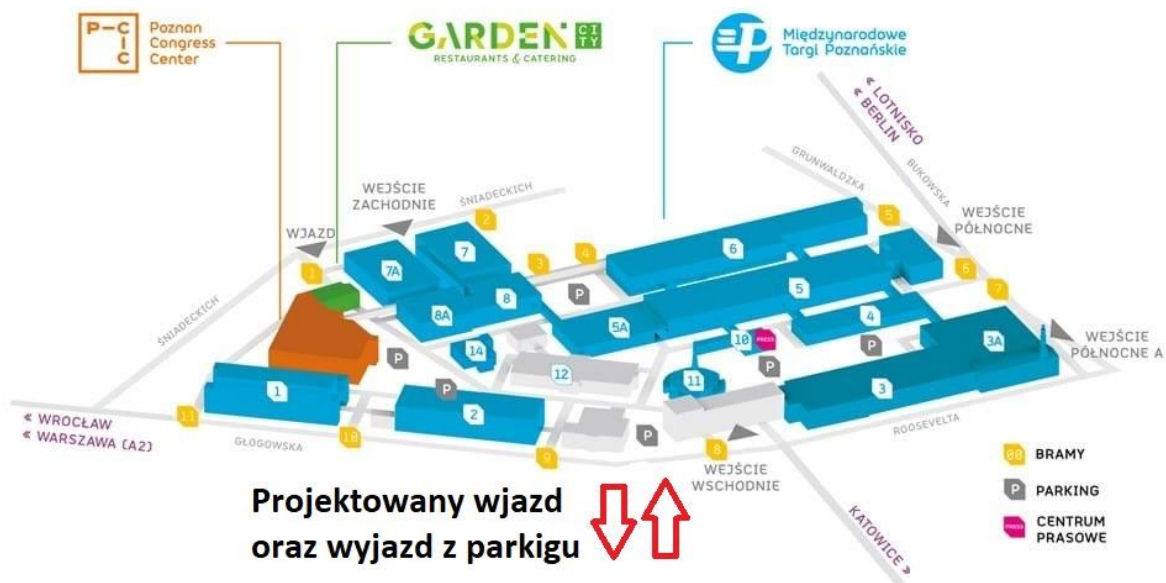 P-C
I
C
Poznan
Congress
Center
GARDEN CITY
RESTAURANTS & CATERING
Międzynarodowe
Targi Poznańskie
« LOTNISKO
« BERLIN
GRUNWALDZKA
BUKOWSKA
WEJŚCIE
ZACHODNIE
ŚNIADECKICH
WEJŚCIE
PÓŁNOCNE
WJAZD
2
5
1
7
7A
3
4
6
6
7
8
P
5
8A
5A
4
ŚNIADECKICH
14
10
PRESS
3A
WEJŚCIE
PÓŁNOCNE A
P
12
P
P
1
P
11
3
2
« WROCŁAW
« WARSZAWA (A2)
11
GŁOGOWSKA
10
9
P
8
ROOSEVELTA
WEJŚCIE
WSCHODNIE
KATOWICE »
00 BRAMY
P PARKING
PRESS CENTRUM
PRASOWE
Projektowany wjazd
oraz wyjazd z parkigu